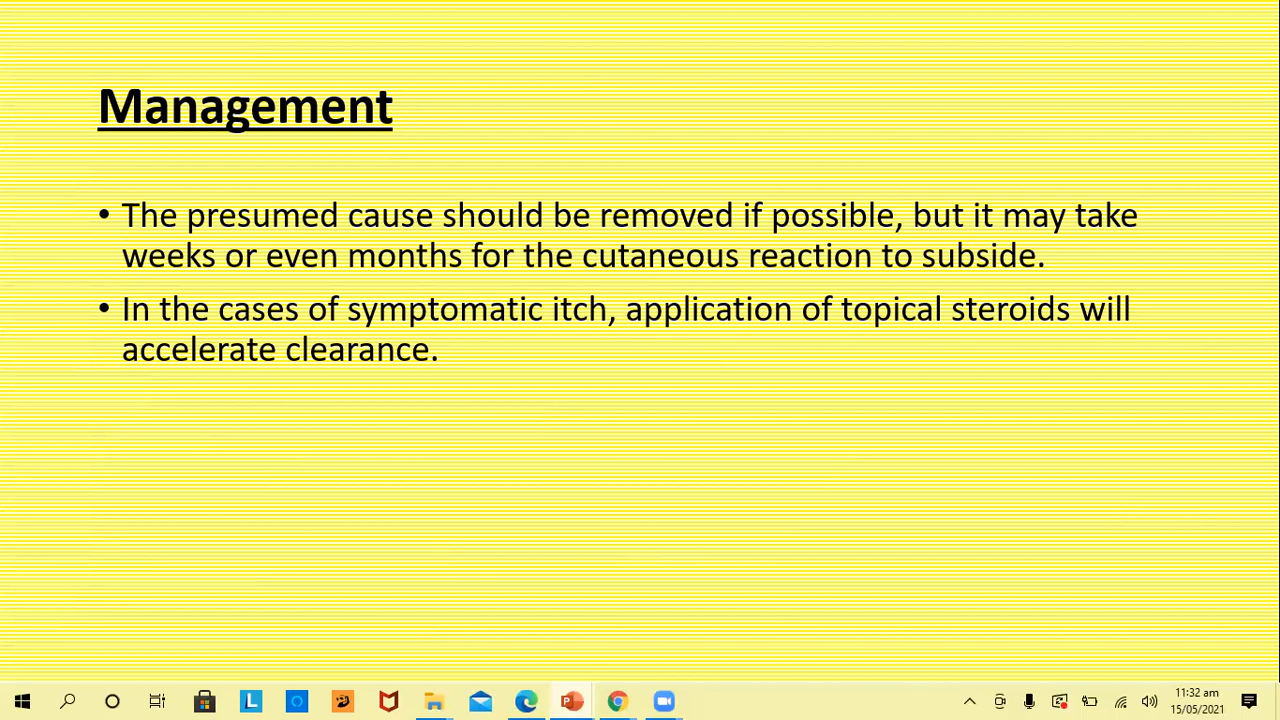 Management
• The presumed cause should be removed if possible, but it may take
weeks or even months for the cutaneous reaction to subside.
• In the cases of symptomatic itch, application of topical steroids will
accelerate clearance.
L
11:32 am
15/05/2021